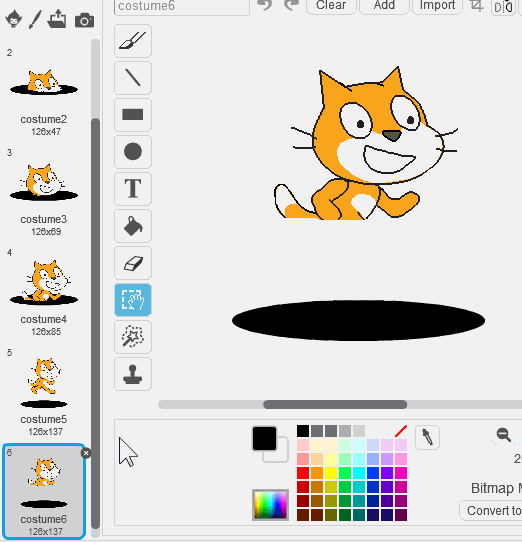 costume6
Clear
Add
Import
2
costume2
126x47
3
costume3
126x69
T
4
costume4
126x85
5
costume5
126x137
6
costume6
126x137
Bitmap
Convert to